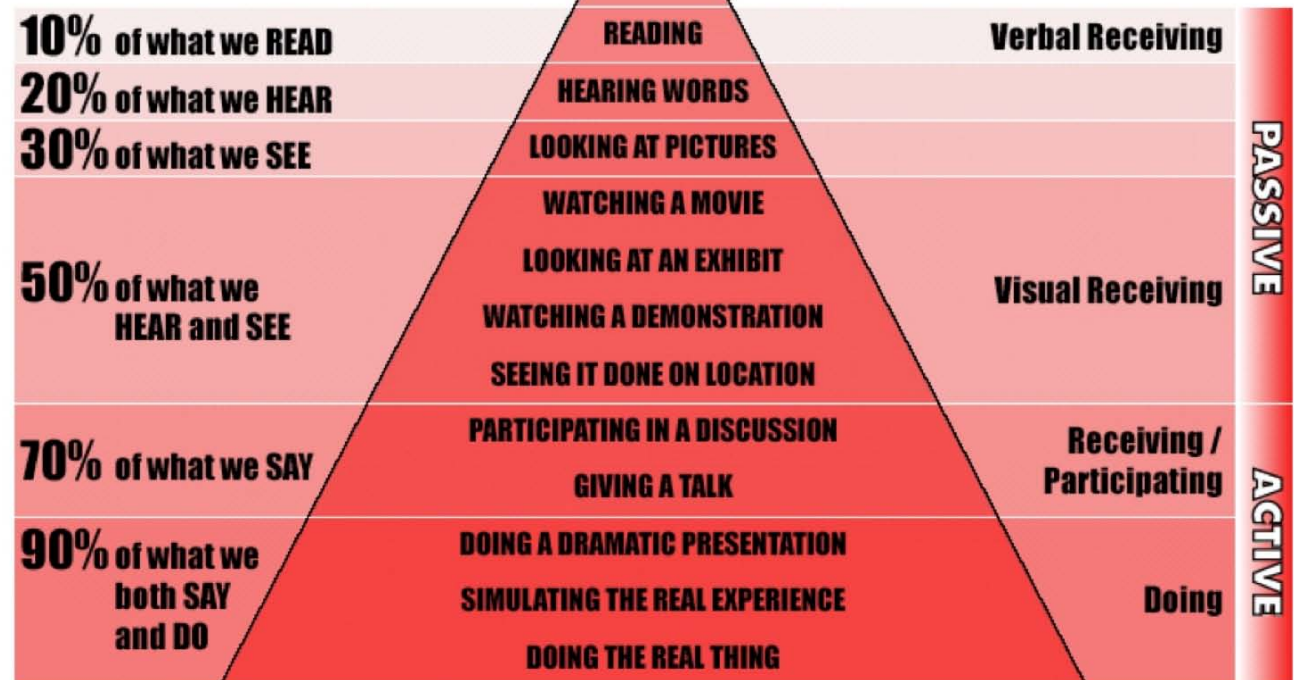 10% of what we READ
READING
Verbal Receiving
20% of what we HEAR
HEARING WORDS
30% of what we SEE
LOOKING AT PICTURES
PASSIVE
50% of what we
HEAR and SEE
WATCHING A MOVIE
LOOKING AT AN EXHIBIT
WATCHING A DEMONSTRATION
SEEING IT DONE ON LOCATION
Visual Receiving
70% of what we SAY
PARTICIPATING IN A DISCUSSION
GIVING A TALK
Receiving /
Participating
ACTIVE
90% of what we
both SAY
and DO
DOING A DRAMATIC PRESENTATION
SIMULATING THE REAL EXPERIENCE
DOING THE REAL THING
Doing